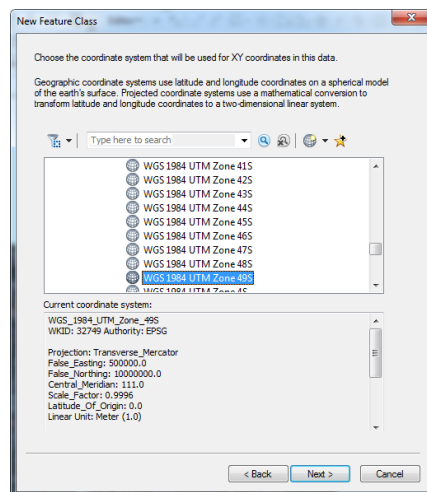 New Feature Class
Choose the coordinate system that will be used for XY coordinates in this data.
Geographic coordinate systems use latitude and longitude coordinates on a spherical model
of the earth's surface. Projected coordinate systems use a mathematical conversion to
transform latitude and longitude coordinates to a two-dimensional linear system.
Type here to search
WGS 1984 UTM Zone 41S
WGS 1984 UTM Zone 42S
WGS 1984 UTM Zone 43S
WGS 1984 UTM Zone 44S
WGS 1984 UTM Zone 45S
WGS 1984 UTM Zone 46S
WGS 1984 UTM Zone 47S
WGS 1984 UTM Zone 48S
WGS 1984 UTM Zone 49S
WGS 1984 UTM Zone 4S
Current coordinate system:
WGS_1984_UTM_Zone_49S
WKID: 32749 Authority: EPSG
Projection: Transverse_Mercator
False_Easting: 500000.0
False_Northing: 10000000.0
Central_Meridian: 111.0
Scale_Factor: 0.9996
Latitude_Of_Origin: 0.0
Linear Unit: Meter (1.0)
< Back Next > Cancel